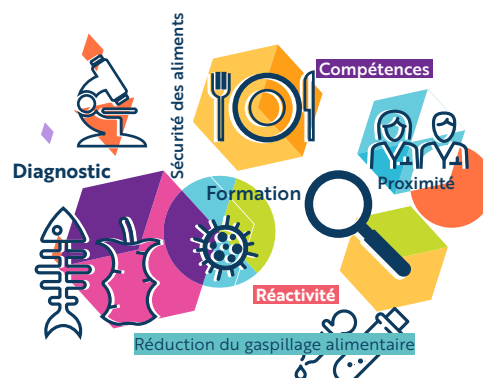 Sécurité des aliments
Compétences
Diagnostic
Proximité
Formation
Réactivité
Réduction du gaspillage alimentaire